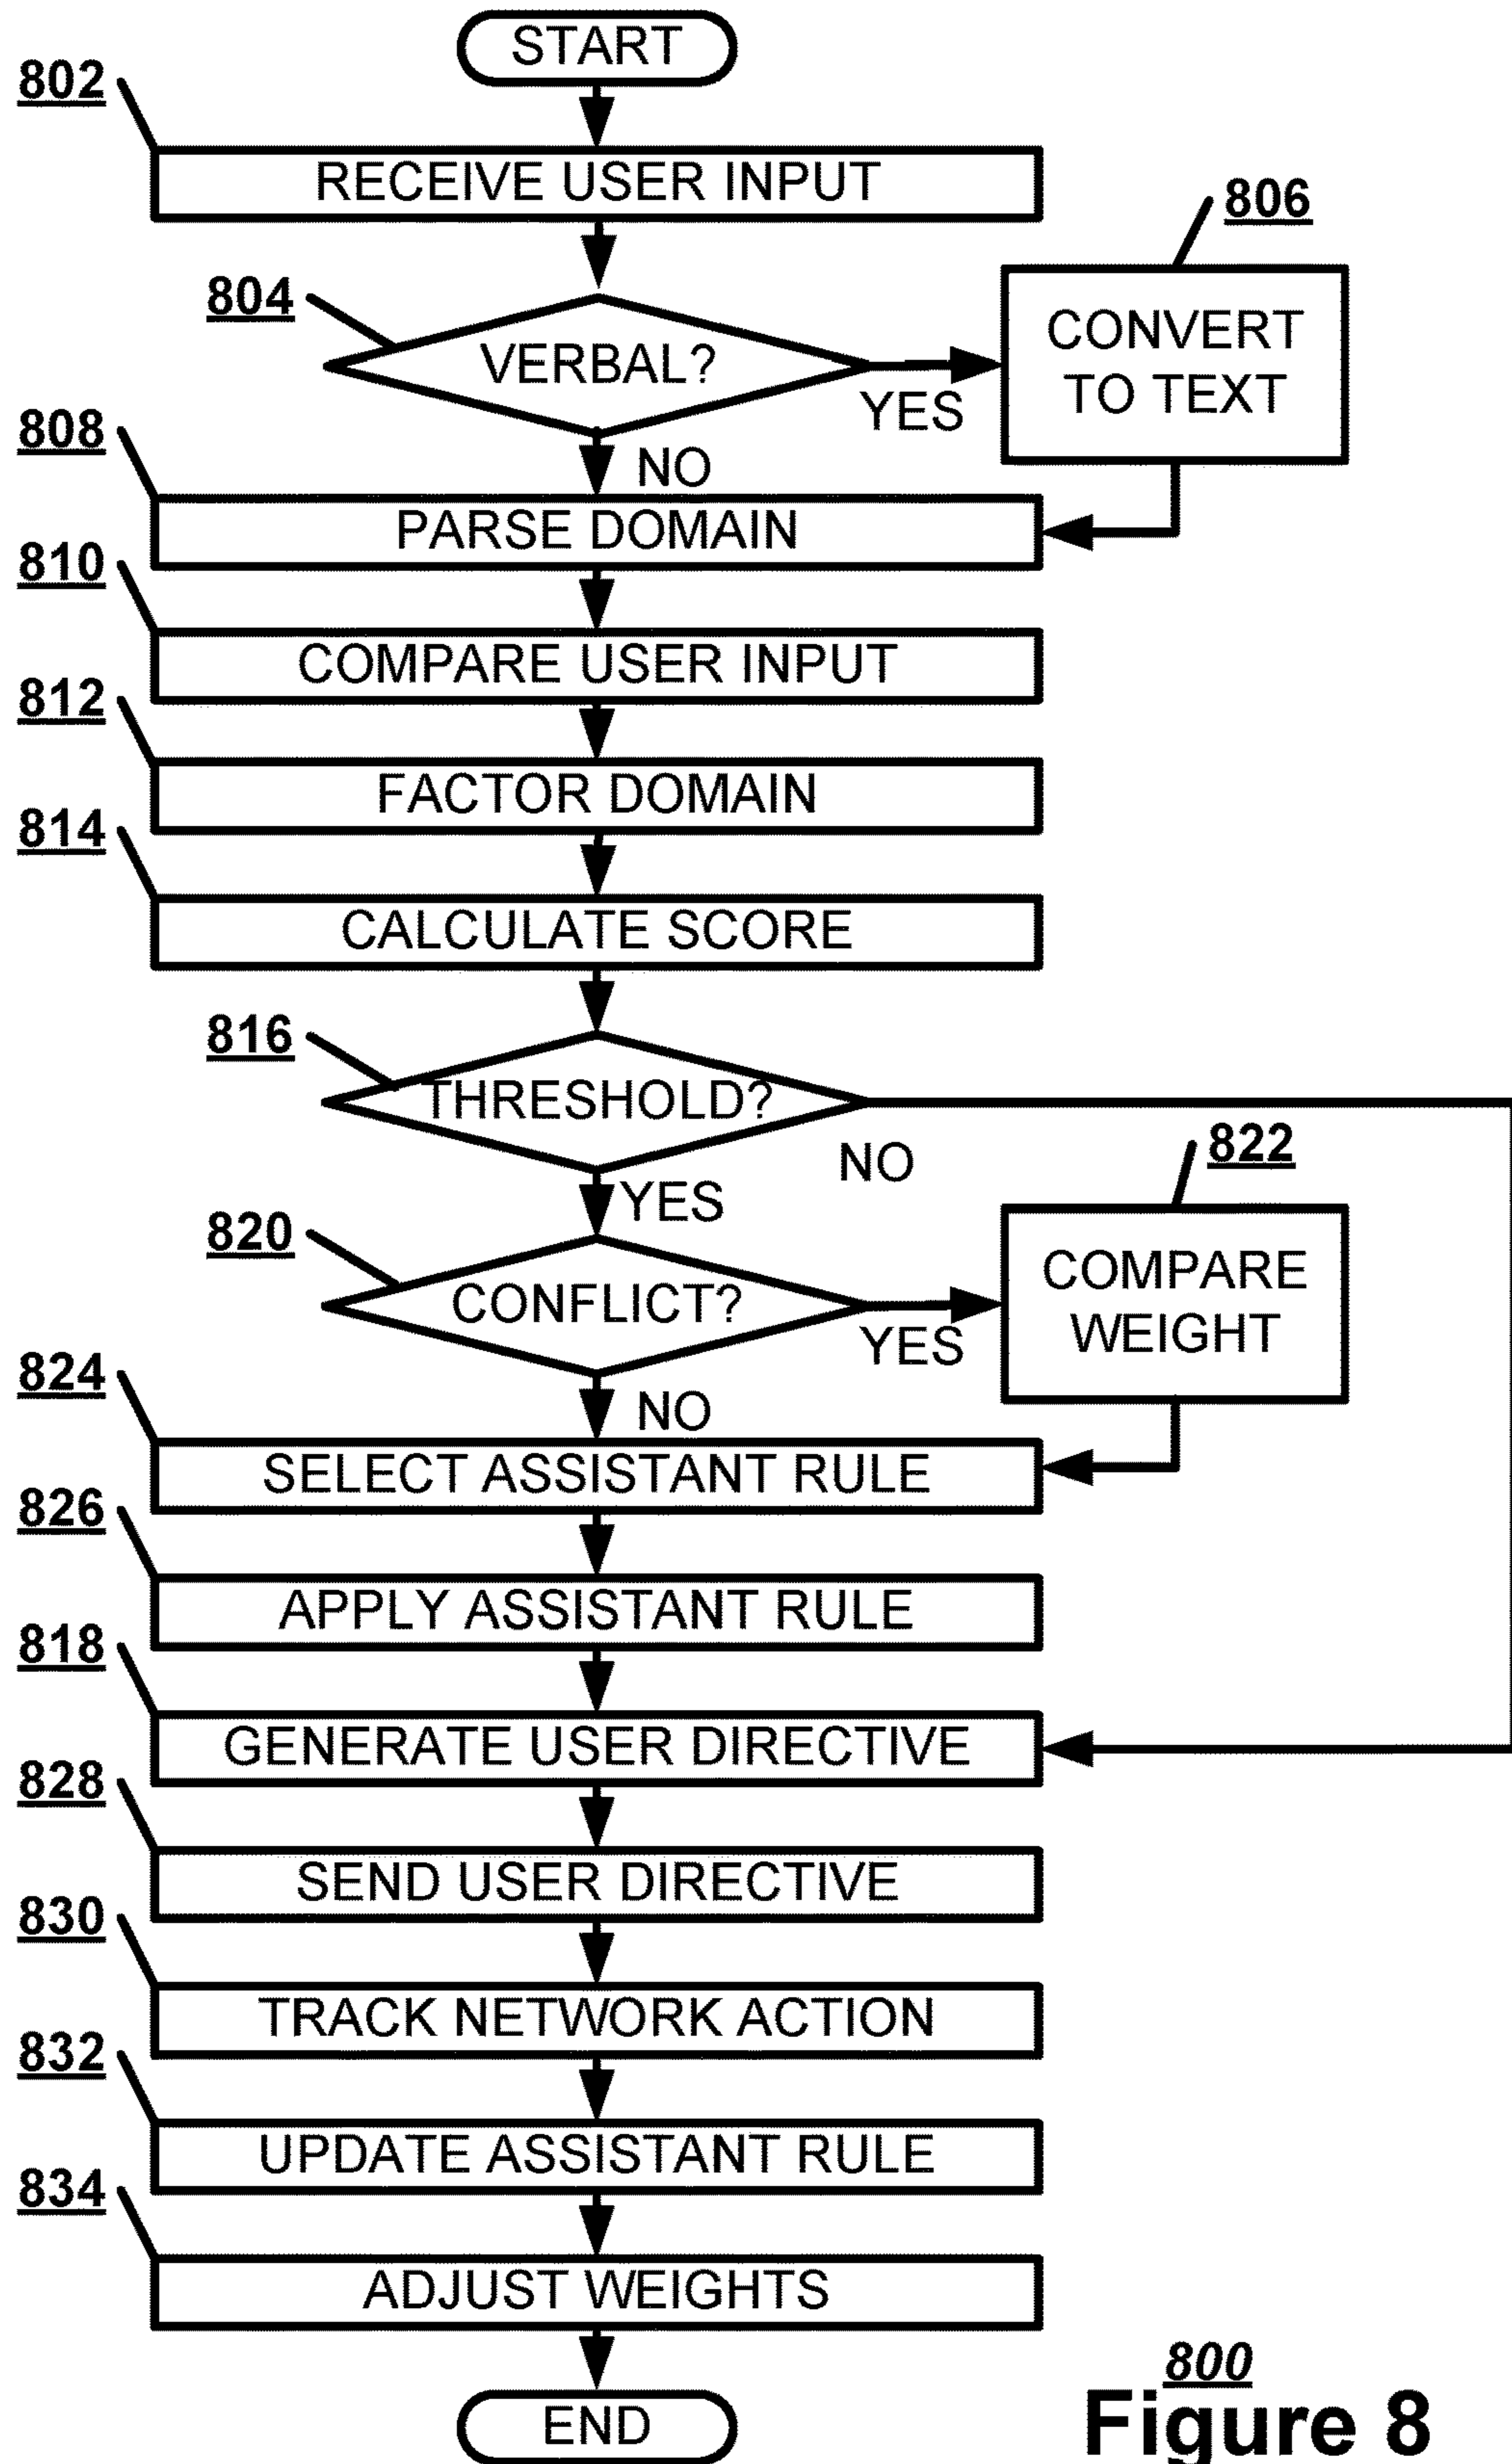 START
802
RECEIVE USER INPUT
806
804
VERBAL?
CONVERT
TO TEXT
YES
NO
808
PARSE DOMAIN
810
COMPARE USER INPUT
812
FACTOR DOMAIN
814
CALCULATE SCORE
816
THRESHOLD?
NO
YES
822
820
CONFLICT?
COMPARE
WEIGHT
YES
NO
824
SELECT ASSISTANT RULE
826
APPLY ASSISTANT RULE
818
GENERATE USER DIRECTIVE
828
SEND USER DIRECTIVE
830
TRACK NETWORK ACTION
832
UPDATE ASSISTANT RULE
834
ADJUST WEIGHTS
END
800
Figure 8